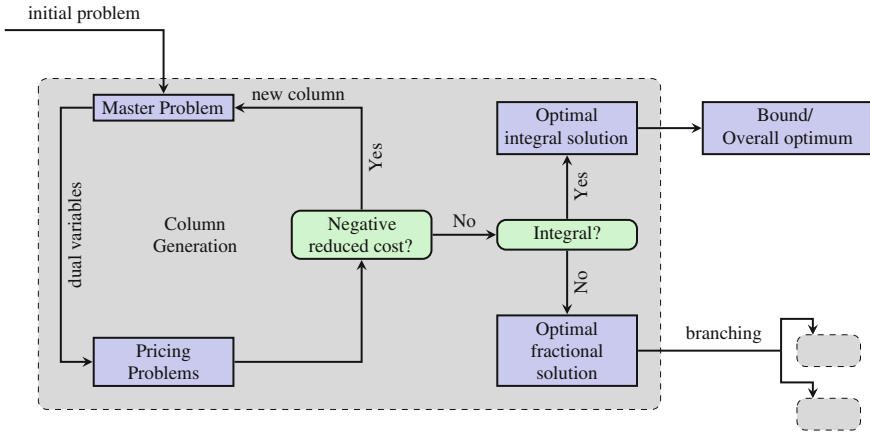 initial problem
Master Problem
new column
Yes
dual variables
Column
Generation
Negative
reduced cost?
No
Pricing
Problems
Optimal
integral solution
Yes
Integral?
No
Optimal
fractional
solution
Bound/
Overall optimum
branching